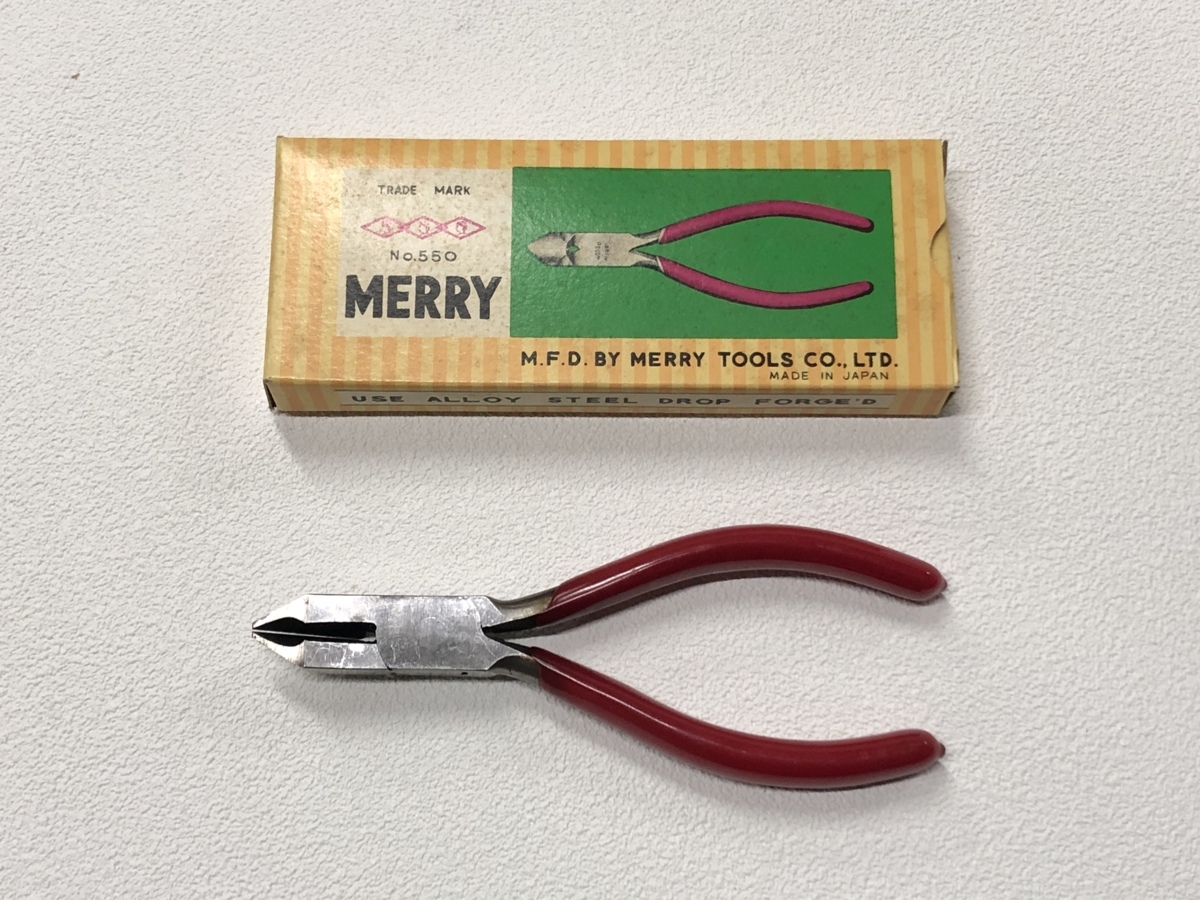 TRADE MARK
No.550
MERRY
M.F.D. BY MERRY TOOLS CO., LTD.
MADE IN JAPAN
USE ALLOY STEEL DROP FORGE'D